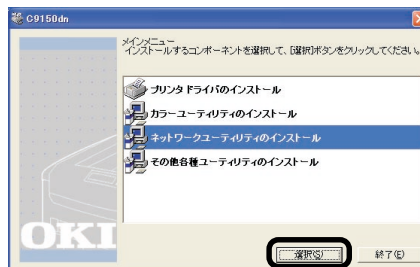 C9150dn
メインメニュー
インストールするコンポーネントを選択して、[選択]ボタンをクリックしてください。
プリンタドライバのインストール
カラーユーティリティのインストール
ネットワークユーティリティのインストール
その他各種ユーティリティのインストール
OKI
選択(S)
終了(E)